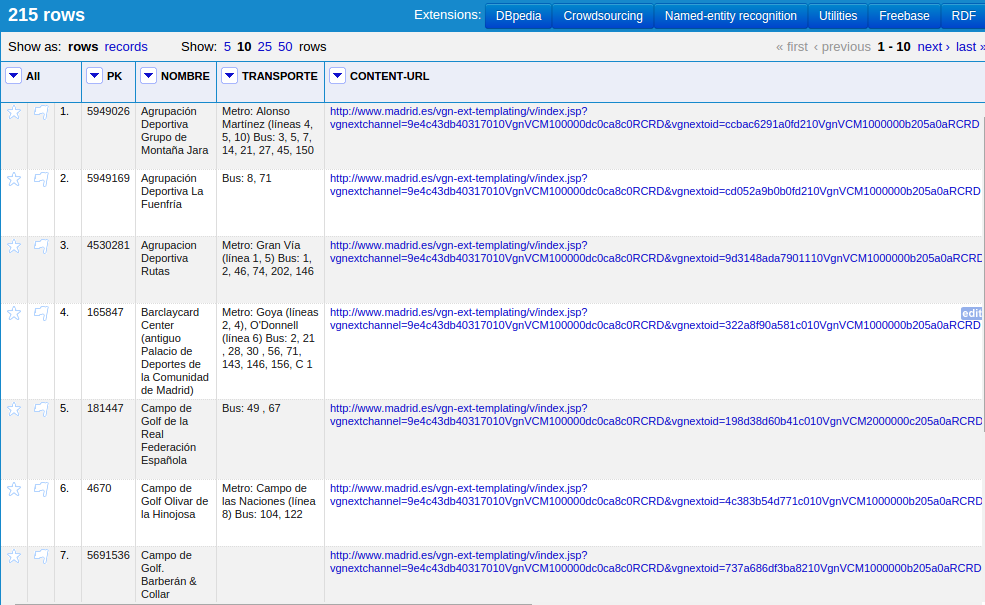 215 rows
Extensions: DBpedia Crowdsourcing Named-entity recognition Utilities Freebase RDF
Show as: rows records Show: 5 10 25 50 rows « first ‹ previous 1 - 10 next › last »
All PK NOMBRE TRANSPORTE CONTENT-URL
1. 5949026
Agrupación
Deportiva
Grupo de
Montaña Jara
Metro: Alonso
Martínez (líneas 4,
5, 10) Bus: 3, 5, 7,
14, 21, 27, 45, 150
http://www.madrid.es/vgn-ext-templating/v/index.jsp?
vgnextchannel=9e4c43db40317010VgnVCM100000dc0ca8c0RCRD&vgnextoid=ccbac6291a0fd210VgnVCM1000000b205a0aRCRD
2. 5949169
Agrupación
Deportiva La
Fuenfría
Bus: 8, 71
http://www.madrid.es/vgn-ext-templating/v/index.jsp?
vgnextchannel=9e4c43db40317010VgnVCM100000dc0ca8c0RCRD&vgnextoid=cd052a9b0b0fd210VgnVCM1000000b205a0aRCRD
3. 4530281
Agrupacion
Deportiva
Rutas
Metro: Gran Vía
(línea 1, 5) Bus: 1,
2, 46, 74, 202, 146
http://www.madrid.es/vgn-ext-templating/v/index.jsp?
vgnextchannel=9e4c43db40317010VgnVCM100000dc0ca8c0RCRD&vgnextoid=9d3148ada7901110VgnVCM1000000b205a0aRCRD
4. 165847
Barclaycard
Center
(antiguo
Palacio de
Deportes de
la Comunidad
de Madrid)
Metro: Goya (líneas
2, 4), O'Donnell
(línea 6) Bus: 2, 21
, 28, 30 , 56, 71,
143, 146, 156, C 1
http://www.madrid.es/vgn-ext-templating/v/index.jsp?
edit
vgnextchannel=9e4c43db40317010VgnVCM100000dc0ca8c0RCRD&vgnextoid=322a8f90a581c010VgnVCM1000000b205a0aRCRD
5. 181447
Campo de
Golf de la
Real
Federación
Española
Bus: 49 , 67
http://www.madrid.es/vgn-ext-templating/v/index.jsp?
vgnextchannel=9e4c43db40317010VgnVCM100000dc0ca8c0RCRD&vgnextoid=198d38d60b41c010VgnVCM2000000c205a0aRCRD
6. 4670
Campo de
Golf Olivar de
la Hinojosa
Metro: Campo de
las Naciones (línea
8) Bus: 104, 122
http://www.madrid.es/vgn-ext-templating/v/index.jsp?
vgnextchannel=9e4c43db40317010VgnVCM100000dc0ca8c0RCRD&vgnextoid=4c383b54d771c010VgnVCM1000000b205a0aRCRD
7. 5691536
Campo de
Golf.
Barberán &
Collar
http://www.madrid.es/vgn-ext-templating/v/index.jsp?
vgnextchannel=9e4c43db40317010VgnVCM100000dc0ca8c0RCRD&vgnextoid=737a686df3ba8210VgnVCM1000000b205a0aRCRD